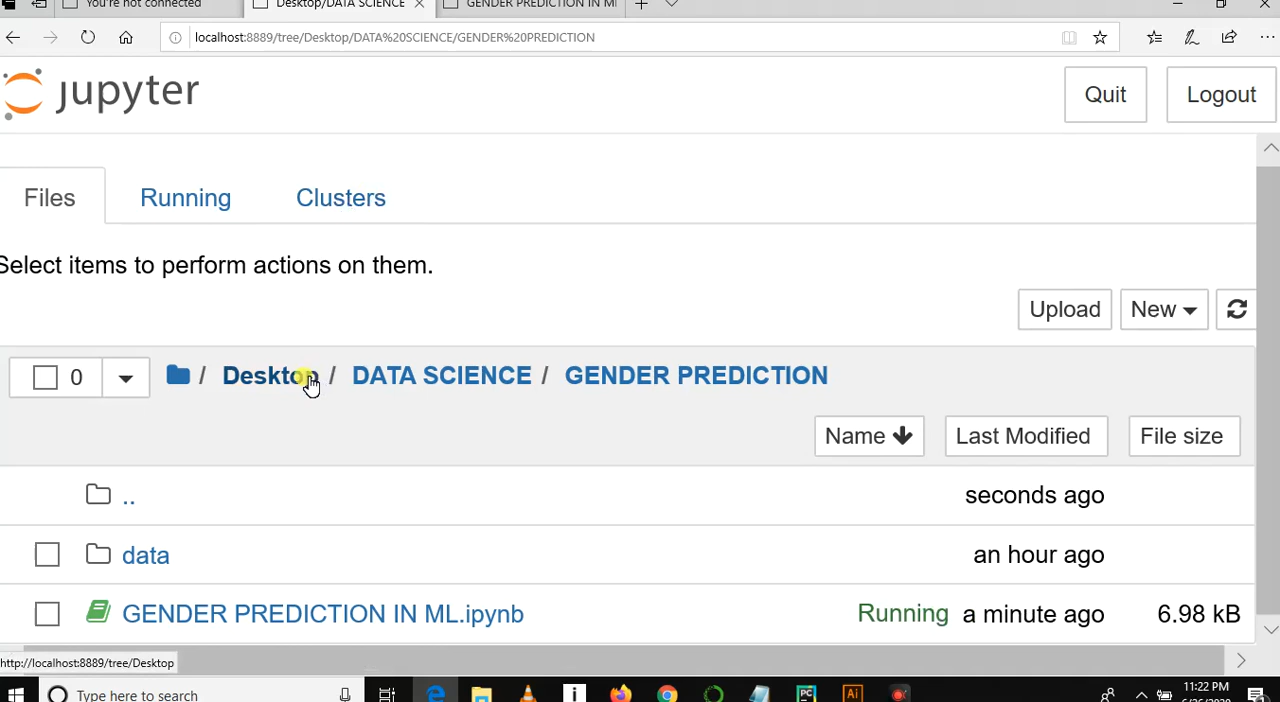 You're not connected
Desktop/DATA SCIENCE
GENDER PREDICTION IN MI
localhost:8889/tree/Desktop/DATA%20SCIENCE/GENDER%20PREDICTION
jupyter
Quit
Logout
Files
Running
Clusters
Select items to perform actions on them.
Upload
New
0
/ Desktop / DATA SCIENCE / GENDER PREDICTION
Name
Last Modified
File size
..
seconds ago
data
an hour ago
GENDER PREDICTION IN ML.ipynb
Running a minute ago 6.98 kB
http://localhost:8889/tree/Desktop
Type here to search
PC
Ai
11:22 PM